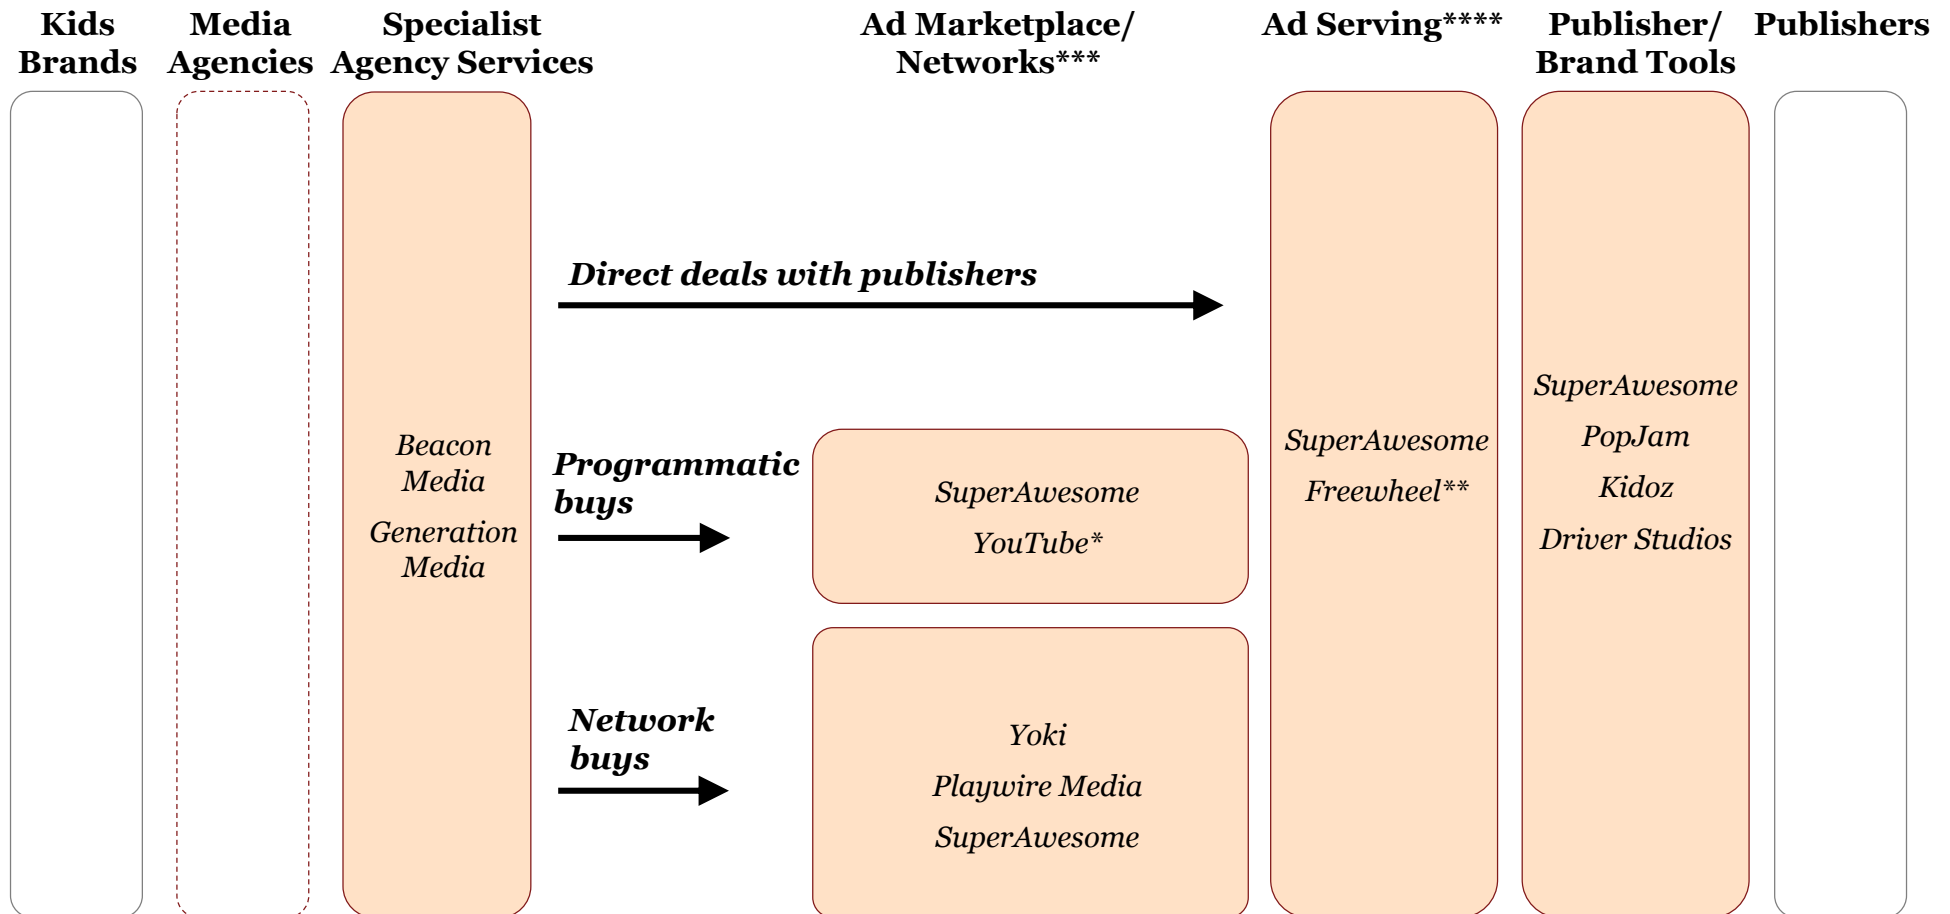 Kids
Brands
Media
Agencies
Specialist
Agency Services
Ad Marketplace/
Networks***
Ad Serving****
Publisher/
Brand Tools
Publishers
Beacon
Media
Generation
Media
Direct deals with publishers
Programmatic
buys
Network
buys
SuperAwesome
YouTube*
Yoki
Playwire Media
SuperAwesome
SuperAwesome
Freewheel**
SuperAwesome
PopJam
Kidoz
Driver Studios